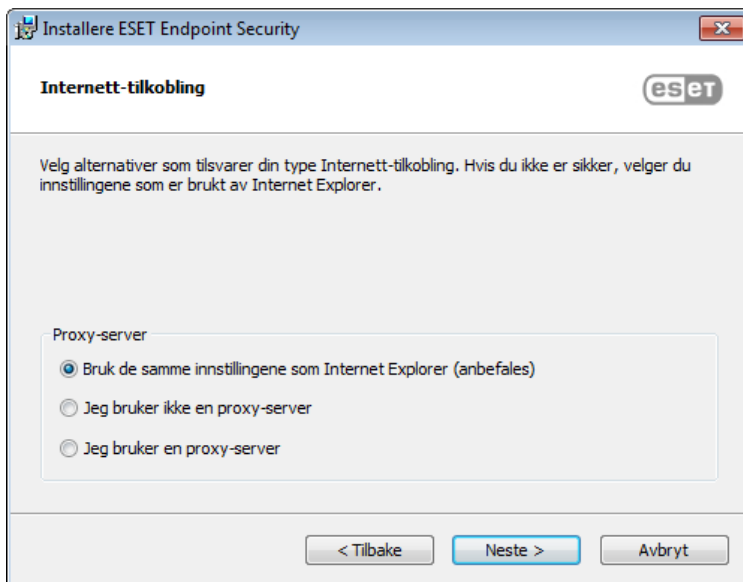 Installere ESET Endpoint Security
Internett-tilkobling
eseT
Velg alternativer som tilsvarer din type Internett-tilkobling. Hvis du ikke er sikker, velger du
innstillingene som er brukt av Internet Explorer.
Proxy-server
Bruk de samme innstillingene som Internet Explorer (anbefales)
Jeg bruker ikke en proxy-server
Jeg bruker en proxy-server
< Tilbake
Neste >
Avbryt